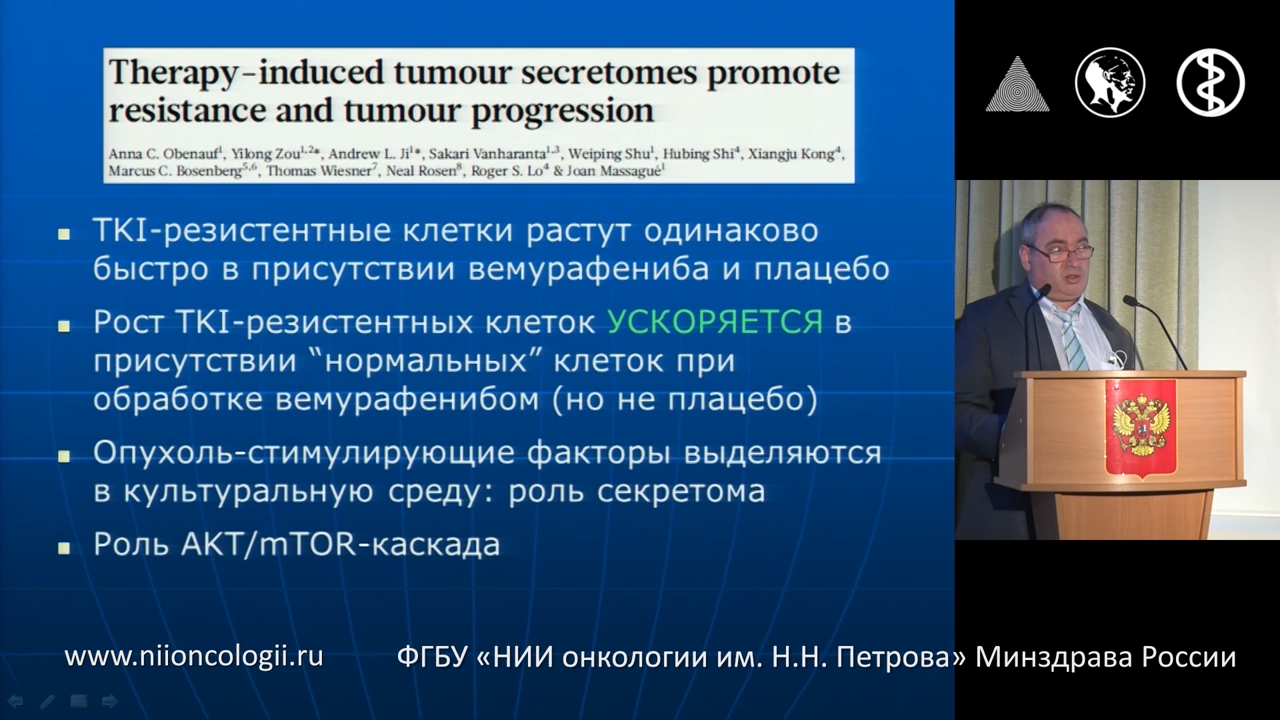 Therapy-induced tumour secretomes promote
resistance and tumour progression
Anna C. Obenauf¹, Yilong Zou¹,²*, Andrew L. Ji¹*, Sakari Vanharanta¹,³, Weiping Shu¹, Hubing Shi⁴, Xiangju Kong⁴,
Marcus C. Bosenberg⁵,⁶, Thomas Wiesner⁷, Neal Rosen⁸, Roger S. Lo⁴ & Joan Massagué¹
TKI-резистентные клетки растут одинаково
быстро в присутствии вемурафениба и плацебо
Рост TKI-резистентных клеток УСКОРЯЕТСЯ в
присутствии “нормальных” клеток при
обработке вемурафенибом (но не плацебо)
Опухоль-стимулирующие факторы выделяются
в культуральную среду: роль секретома
Роль AKT/mTOR-каскада
www.niioncologii.ru
ФГБУ «НИИ онкологии им. Н.Н. Петрова» Минздрава России